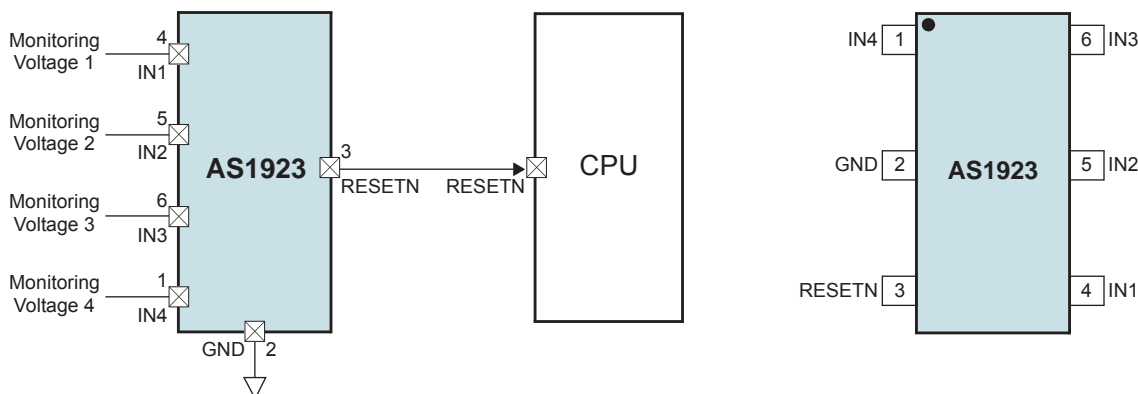 Monitoring
Voltage 1
4
IN1
Monitoring
Voltage 2
5
IN2
Monitoring
Voltage 3
6
IN3
Monitoring
Voltage 4
1
IN4
AS1923
3
RESETN
GND 2
RESETN
CPU
IN4 1
GND 2
RESETN 3
AS1923
6 IN3
5 IN2
4 IN1